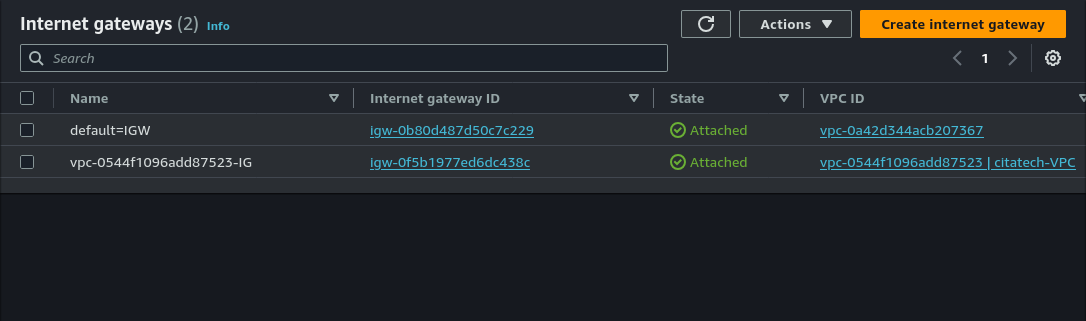 Internet gateways (2) Info
Actions
Create internet gateway
Search
1
Name Internet gateway ID State VPC ID
default=IGW igw-0b80d487d50c7c229 Attached vpc-0a42d344acb207367
vpc-0544f1096add87523-IG igw-0f5b1977ed6dc438c Attached vpc-0544f1096add87523 | citatech-VPC